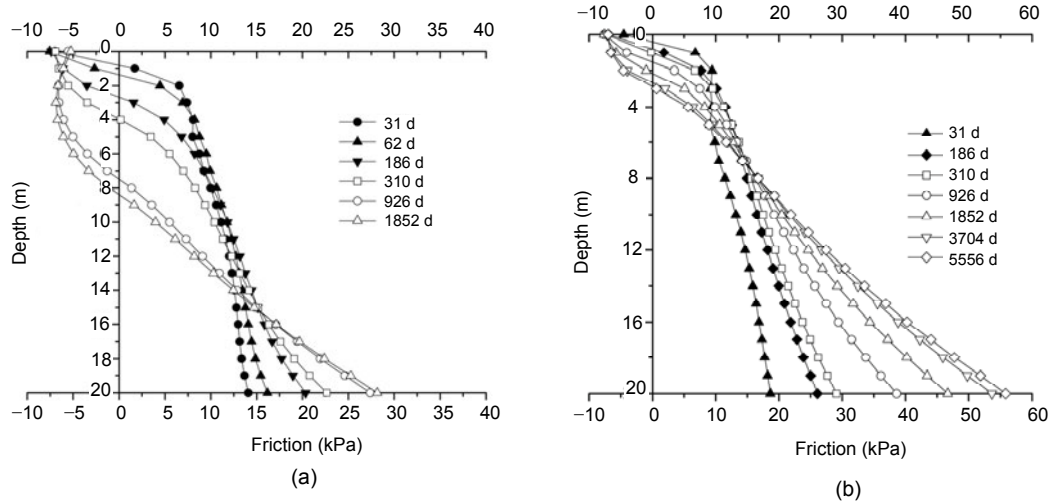 −10 −5 0 5 10 15 20 25 30 35 40
0
2
4
6
8
10
12
14
16
18
20
Depth (m)
31 d
62 d
186 d
310 d
926 d
1852 d
−10 −5 0 5 10 15 20 25 30 35 40
Friction (kPa)
(a)
−10 0 10 20 30 40 50 60
0
4
8
12
16
20
Depth (m)
31 d
186 d
310 d
926 d
1852 d
3704 d
5556 d
−10 0 10 20 30 40 50 60
Friction (kPa)
(b)